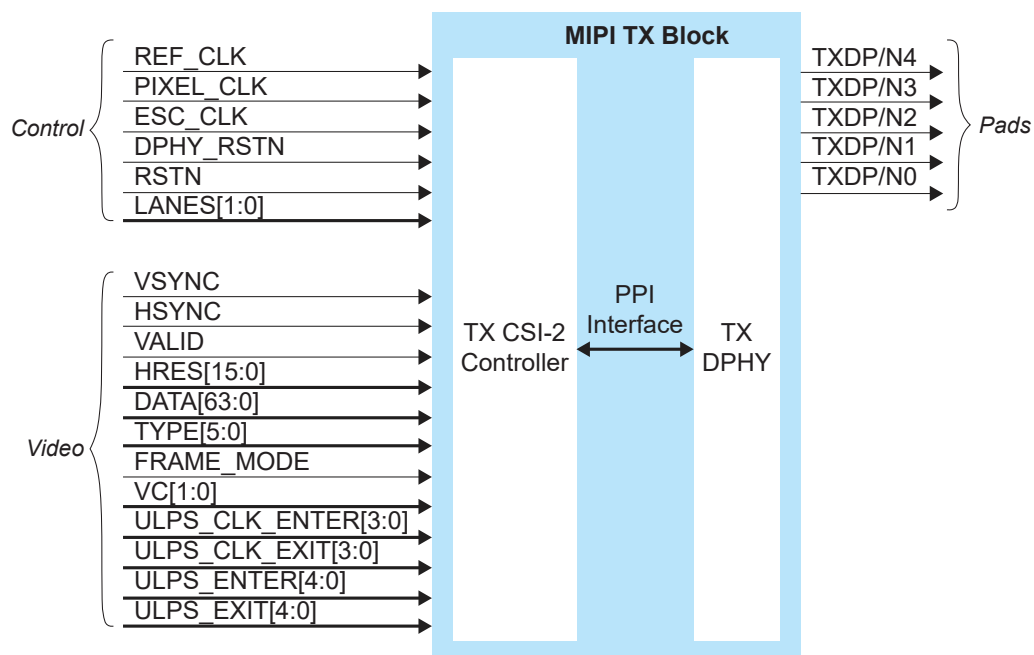 MIPI TX Block
Control
REF_CLK
PIXEL_CLK
ESC_CLK
DPHY_RSTN
RSTN
LANES[1:0]
Video
VSYNC
HSYNC
VALID
HRES[15:0]
DATA[63:0]
TYPE[5:0]
FRAME_MODE
VC[1:0]
ULPS_CLK_ENTER[3:0]
ULPS_CLK_EXIT[3:0]
ULPS_ENTER[4:0]
ULPS_EXIT[4:0]
TX CSI-2
Controller
PPI
Interface
TX
DPHY
TXDP/N4
TXDP/N3
TXDP/N2
TXDP/N1
TXDP/N0
Pads